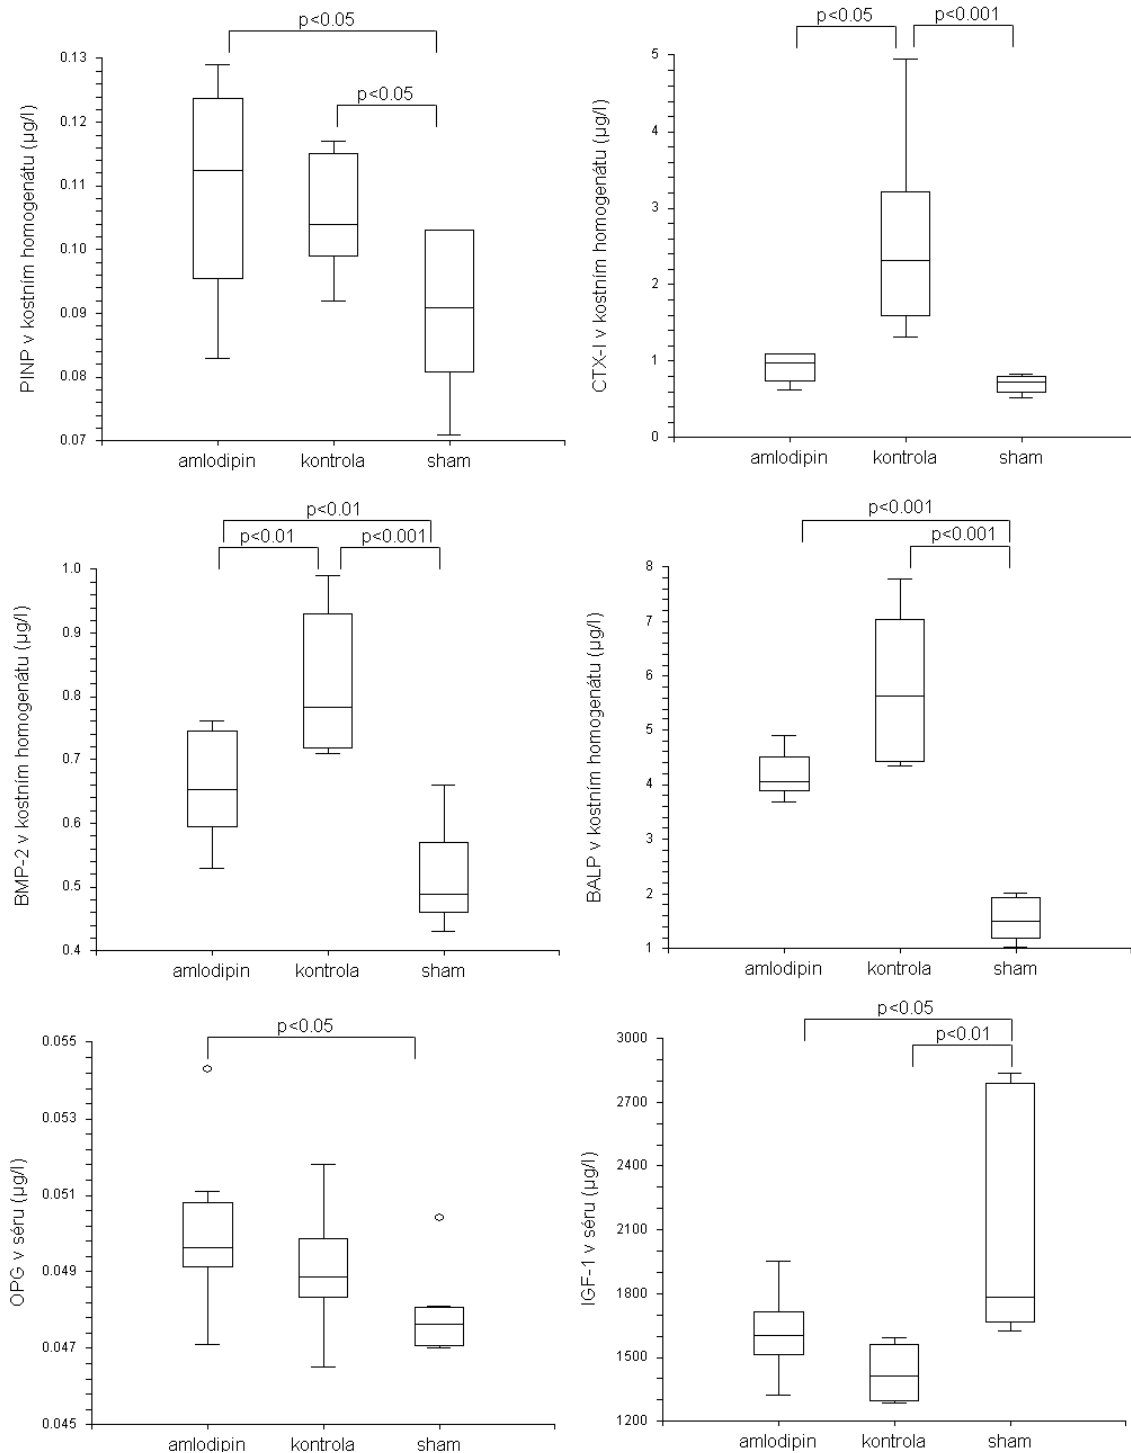 p<0.05
p<0.05
PINP v kostním homogenátu (µg/l)
0.13
0.12
0.11
0.10
0.09
0.08
0.07
amlodipin kontrola sham
p<0.05 p<0.001
CTX-I v kostním homogenátu (µg/l)
5
4
3
2
1
0
amlodipin kontrola sham
p<0.01
p<0.01 p<0.001
BMP-2 v kostním homogenátu (µg/l)
1.0
0.9
0.8
0.7
0.6
0.5
0.4
amlodipin kontrola sham
p<0.001
p<0.001
BALP v kostním homogenátu (µg/l)
8
7
6
5
4
3
2
1
amlodipin kontrola sham
p<0.05
OPG v séru (µg/l)
0.055
0.053
0.051
0.049
0.047
0.045
amlodipin kontrola sham
p<0.05
p<0.01
IGF-1 v séru (µg/l)
3000
2700
2400
2100
1800
1500
1200
amlodipin kontrola sham